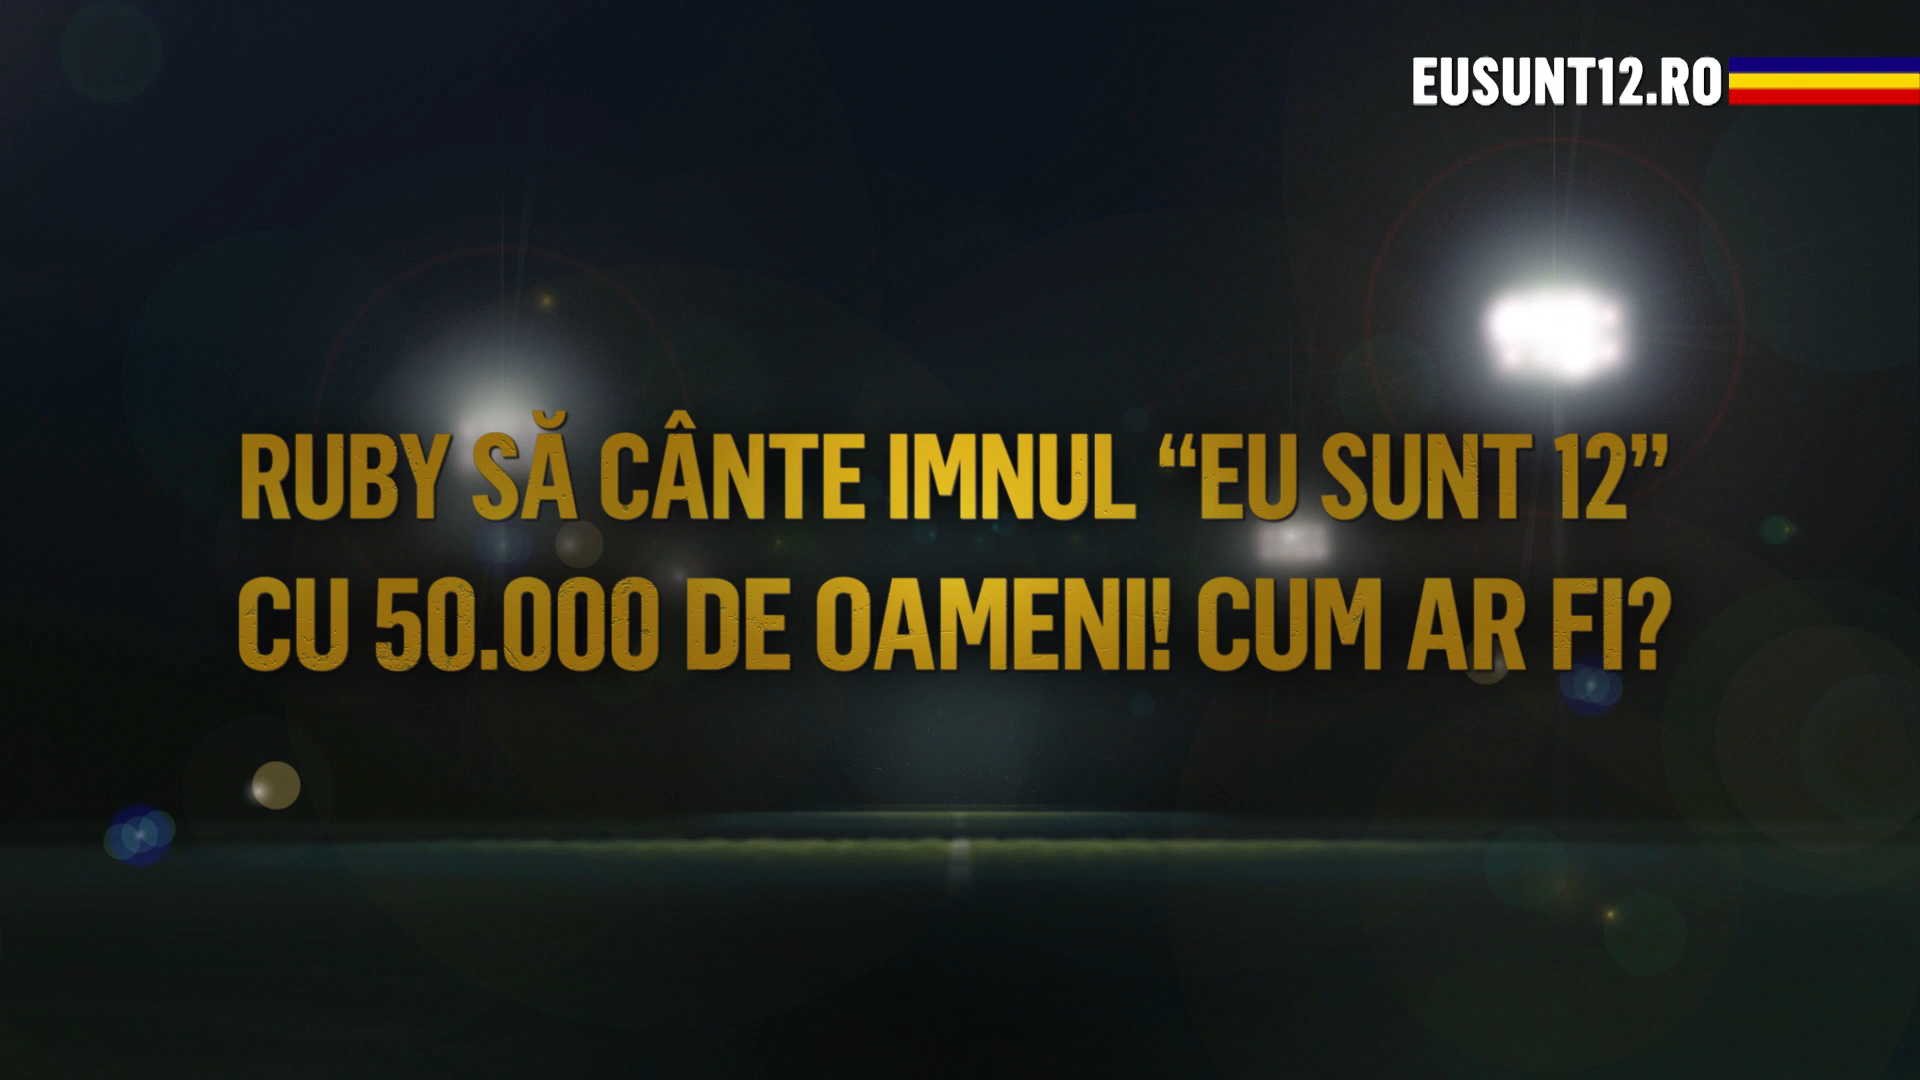 EUSUNT12.RO
RUBY SĂ CÂNTE IMNUL “EU SUNT 12”
CU 50.000 DE OAMENI! CUM AR FI?